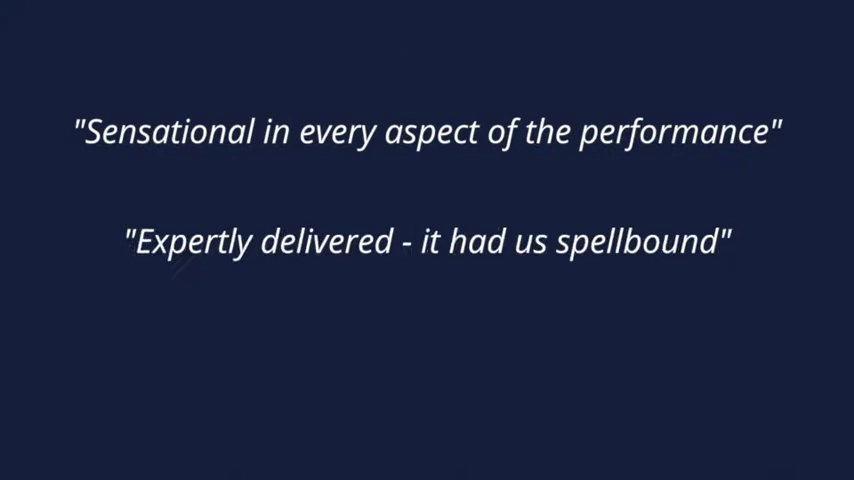 "Sensational in every aspect of the performance"
"Expertly delivered - it had us spellbound"